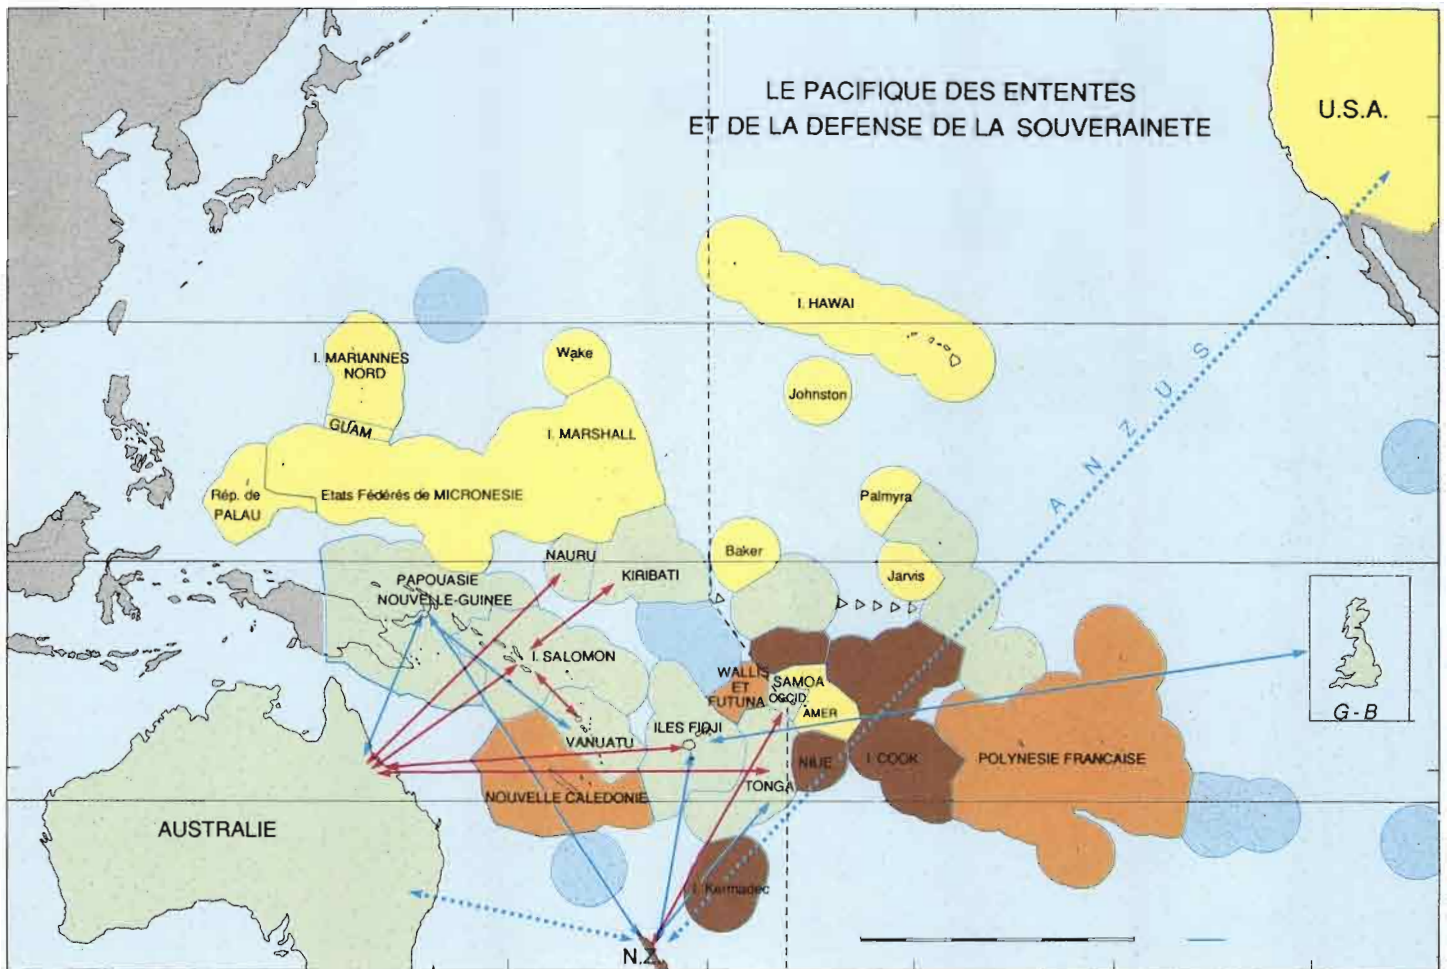 LE PACIFIQUE DES ENTENTES
ET DE LA DEFENSE DE LA SOUVERAINETE
U.S.A.
I. HAWAI
I. MARIANNES
NORD
Wake
Johnston
GUAM
I. MARSHALL
A N Z U S
Rép. de
PALAU
Etats Fédérés de MICRONESIE
Palmyra
NAURU
Baker
KIRIBATI
Jarvis
PAPOUASIE
NOUVELLE-GUINEE
I. SALOMON
WALLIS
ET
FUTUNA
SAMOA
OCCID.
AMER
G-B
ILES FIDJI
VANUATU
NIUE
I. COOK
POLYNESIE FRANCAISE
TONGA
NOUVELLE CALEDONIE
AUSTRALIE
I. Kermadec
N.Z.